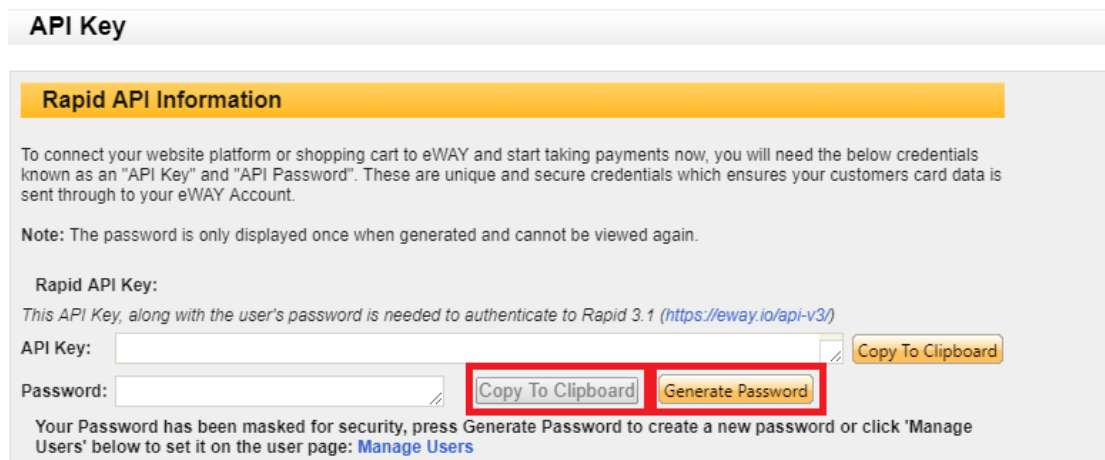 API Key
Rapid API Information
To connect your website platform or shopping cart to eWAY and start taking payments now, you will need the below credentials
known as an "API Key" and "API Password". These are unique and secure credentials which ensures your customers card data is
sent through to your eWAY Account.
Note: The password is only displayed once when generated and cannot be viewed again.
Rapid API Key:
This API Key, along with the user's password is needed to authenticate to Rapid 3.1 (https://eway.io/api-v3/)
API Key: Copy To Clipboard
Password: Copy To Clipboard Generate Password
Your Password has been masked for security, press Generate Password to create a new password or click 'Manage
Users' below to set it on the user page: Manage Users